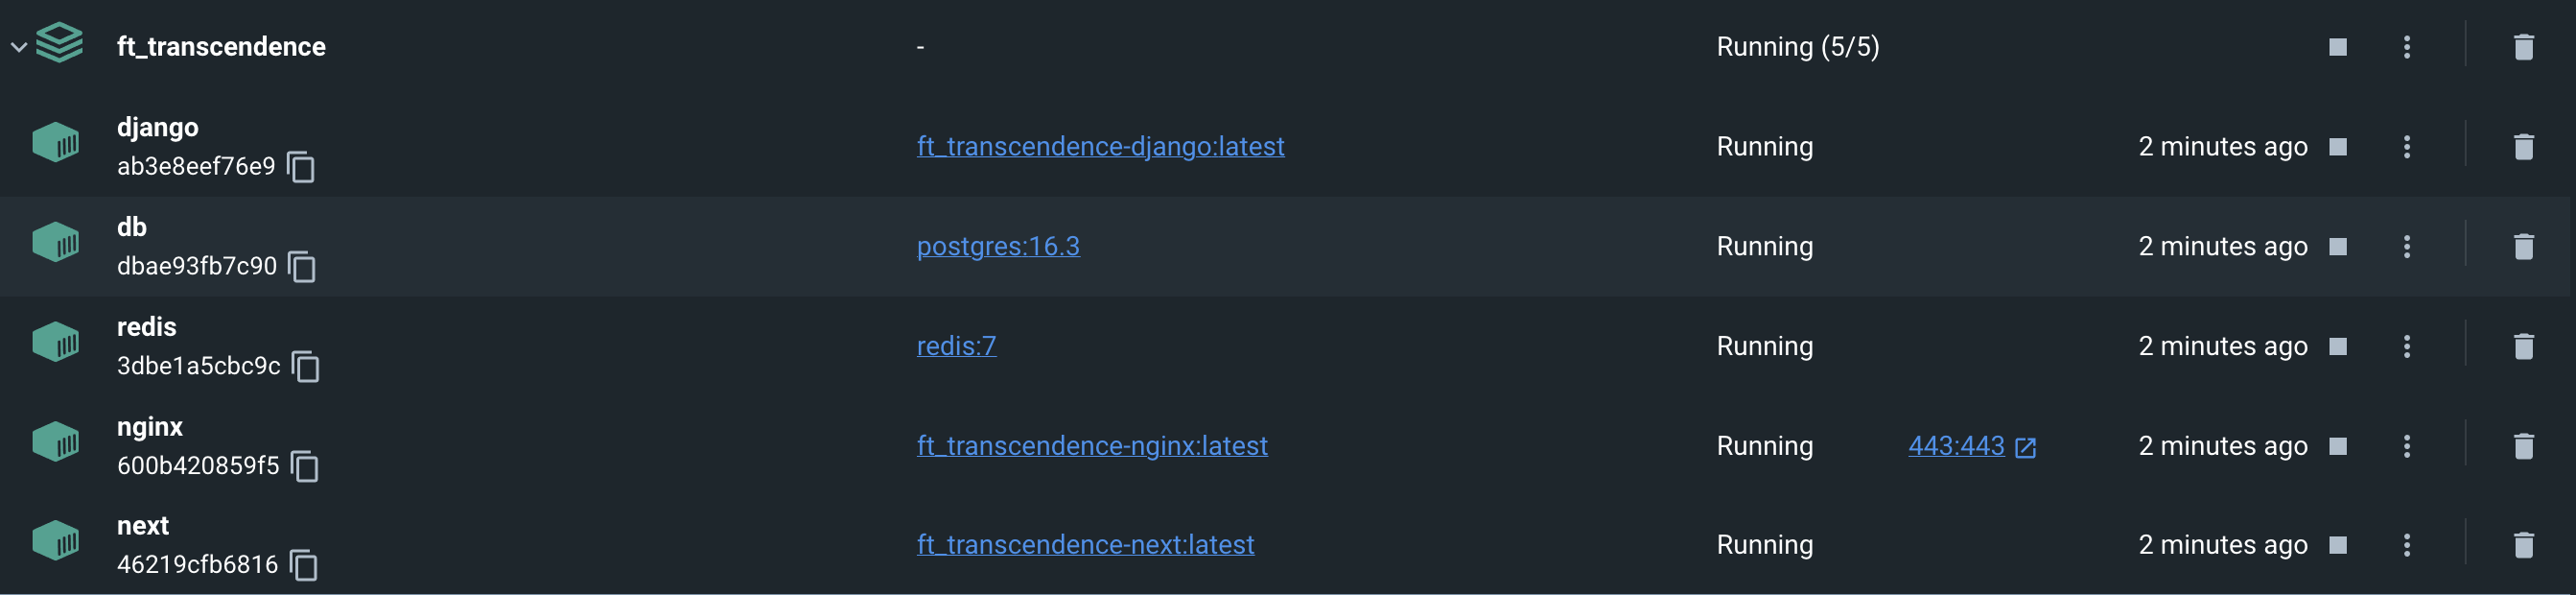 ft_transcendence - Running (5/5)
django
ab3e8eef76e9 ft_transcendence-django:latest Running 2 minutes ago
db
dbae93fb7c90 postgres:16.3 Running 2 minutes ago
redis
3dbe1a5cbc9c redis:7 Running 2 minutes ago
nginx
600b420859f5 ft_transcendence-nginx:latest Running 443:443 2 minutes ago
next
46219cfb6816 ft_transcendence-next:latest Running 2 minutes ago